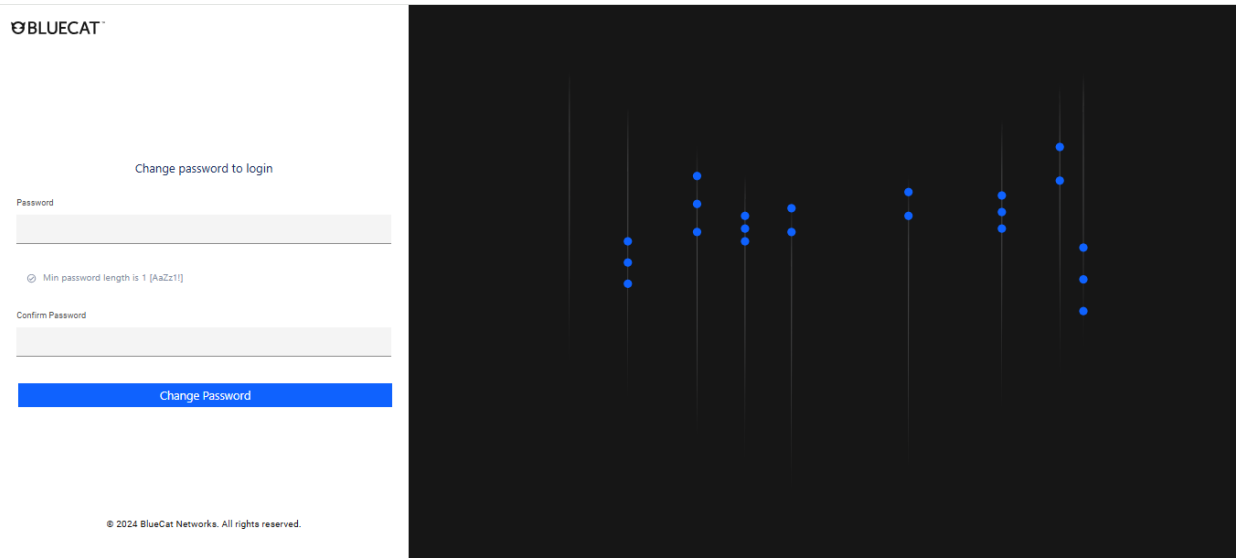 BLUECAT™
Change password to login
Password
Min password length is 1 [AaZz1!]
Confirm Password
Change Password
© 2024 BlueCat Networks. All rights reserved.